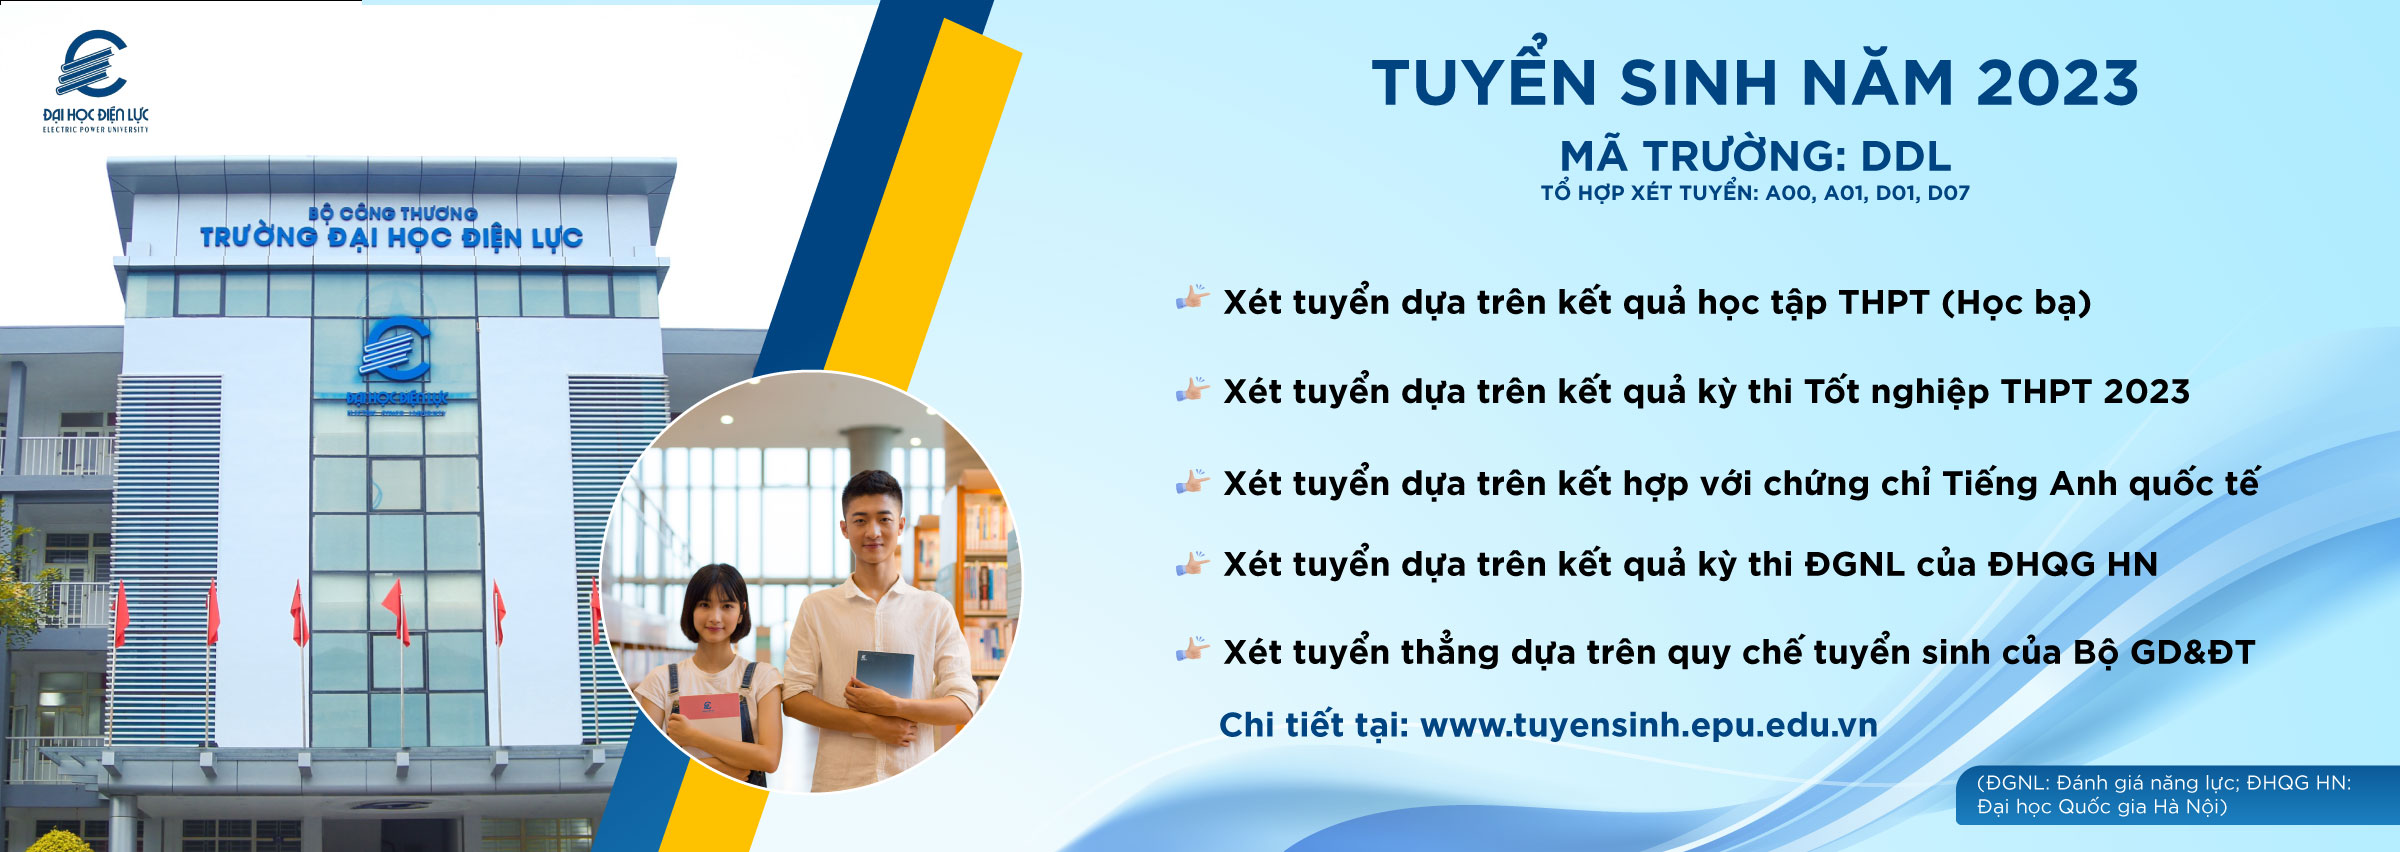 ĐẠI HỌC ĐIỆN LỰC
ELECTRIC POWER UNIVERSITY
BỘ CÔNG THƯƠNG
TRƯỜNG ĐẠI HỌC ĐIỆN LỰC
ĐẠI HỌC ĐIỆN LỰC
TUYỂN SINH NĂM 2023
MÃ TRƯỜNG: DDL
TỔ HỢP XÉT TUYỂN: A00, A01, D01, D07
Xét tuyển dựa trên kết quả học tập THPT (Học bạ)
Xét tuyển dựa trên kết quả kỳ thi Tốt nghiệp THPT 2023
Xét tuyển dựa trên kết hợp với chứng chỉ Tiếng Anh quốc tế
Xét tuyển dựa trên kết quả kỳ thi ĐGNL của ĐHQG HN
Xét tuyển thẳng dựa trên quy chế tuyển sinh của Bộ GD&ĐT
Chi tiết tại: www.tuyensinh.epu.edu.vn
(ĐGNL: Đánh giá năng lực; ĐHQG HN:
Đại học Quốc gia Hà Nội)